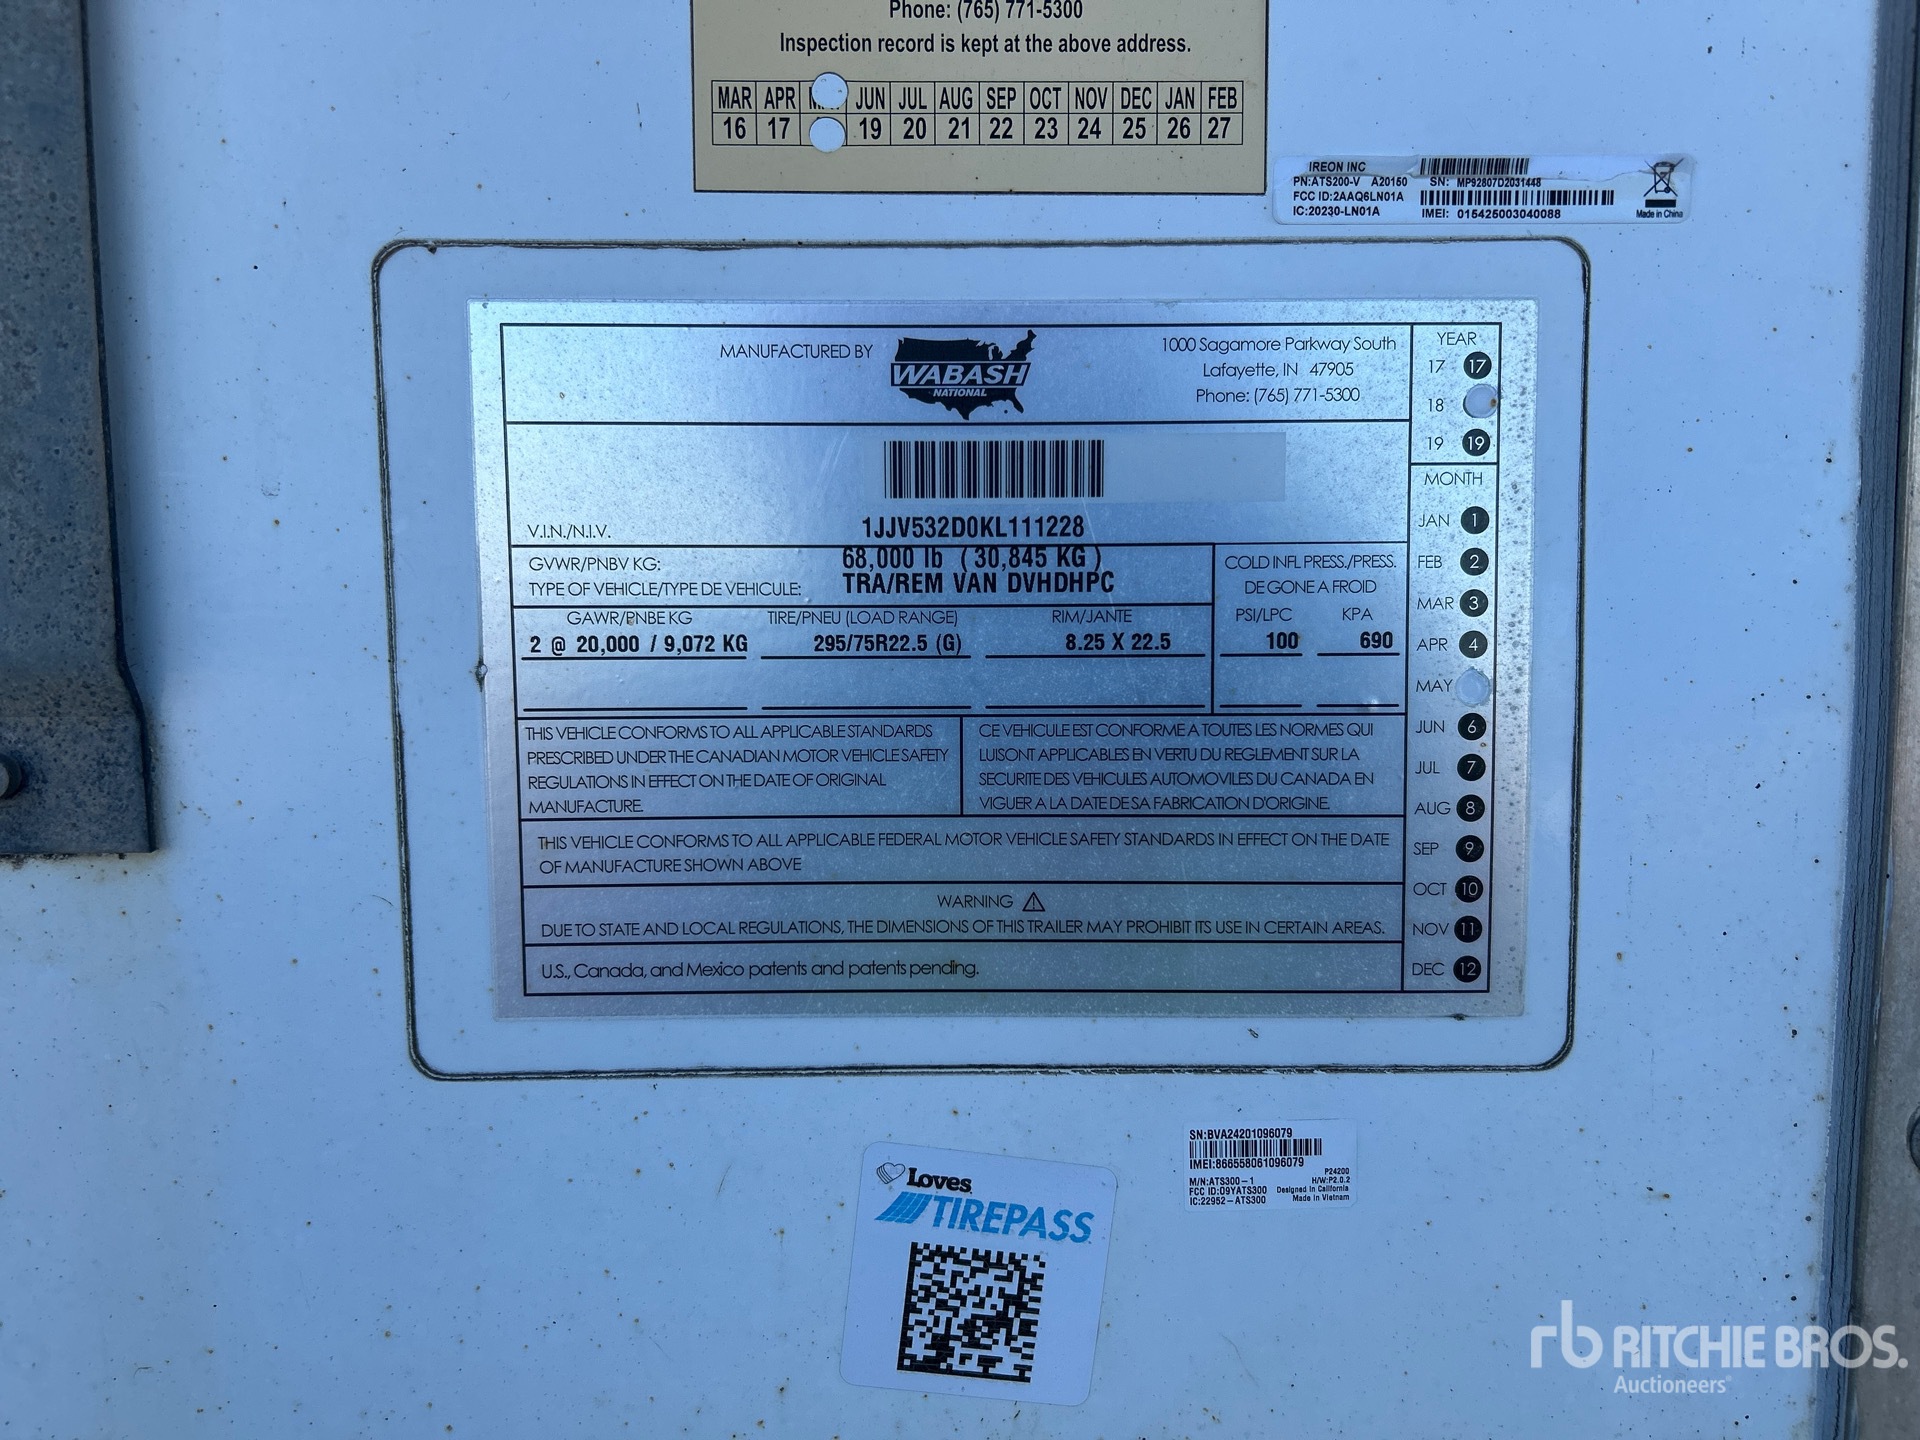 Phone: (765) 771-5300
Inspection record is kept at the above address.
MAR APR JUN JUL AUG SEP OCT NOV DEC JAN FEB
16 17 19 20 21 22 23 24 25 26 27
IREON INC
PN:ATS200-V A20150 SN: MP92807D2031448
FCC ID:2AAQ6LN01A
IC:20230-LN01A IMEI: 015425003040088
Made in China
MANUFACTURED BY
WABASH
NATIONAL
1000 Sagamore Parkway South
Lafayette, IN 47905
Phone: (765) 771-5300
YEAR
17 17
18
19 19
MONTH
JAN 1
FEB 2
MAR 3
APR 4
MAY
JUN 6
JUL 7
AUG 8
SEP 9
OCT 10
NOV 11
DEC 12
V.I.N./N.I.V. 1JJV532D0KL111228
GVWR/PNBV KG: 68,000 lb ( 30,845 KG )
TYPE OF VEHICLE/TYPE DE VEHICULE: TRA/REM VAN DVHDHPC
COLD INFL PRESS./PRESS.
DE GONE A FROID
GAWR/PNBE KG TIRE/PNEU (LOAD RANGE) RIM/JANTE PSI/LPC KPA
2 @ 20,000 / 9,072 KG 295/75R22.5 (G) 8.25 X 22.5 100 690
THIS VEHICLE CONFORMS TO ALL APPLICABLE STANDARDS
PRESCRIBED UNDER THE CANADIAN MOTOR VEHICLE SAFETY
REGULATIONS IN EFFECT ON THE DATE OF ORIGINAL
MANUFACTURE.
CE VEHICULE EST CONFORME A TOUTES LES NORMES QUI
LUISONT APPLICABLES EN VERTU DU REGLEMENT SUR LA
SECURITE DES VEHICULES AUTOMOVILES DU CANADA EN
VIGUER A LA DATE DE SA FABRICATION D'ORIGINE.
THIS VEHICLE CONFORMS TO ALL APPLICABLE FEDERAL MOTOR VEHICLE SAFETY STANDARDS IN EFFECT ON THE DATE
OF MANUFACTURE SHOWN ABOVE
WARNING
DUE TO STATE AND LOCAL REGULATIONS, THE DIMENSIONS OF THIS TRAILER MAY PROHIBIT ITS USE IN CERTAIN AREAS.
U.S., Canada, and Mexico patents and patents pending.
SN:BVA24201096079
IMEI:866558061096079
P24200
M/N:ATS300-1 H/W:P2.0.2
FCC ID:O9YATS300 Designed in California
IC:22952-ATS300 Made in Vietnam
Loves
TIREPASS
rb RITCHIE BROS.
Auctioneers